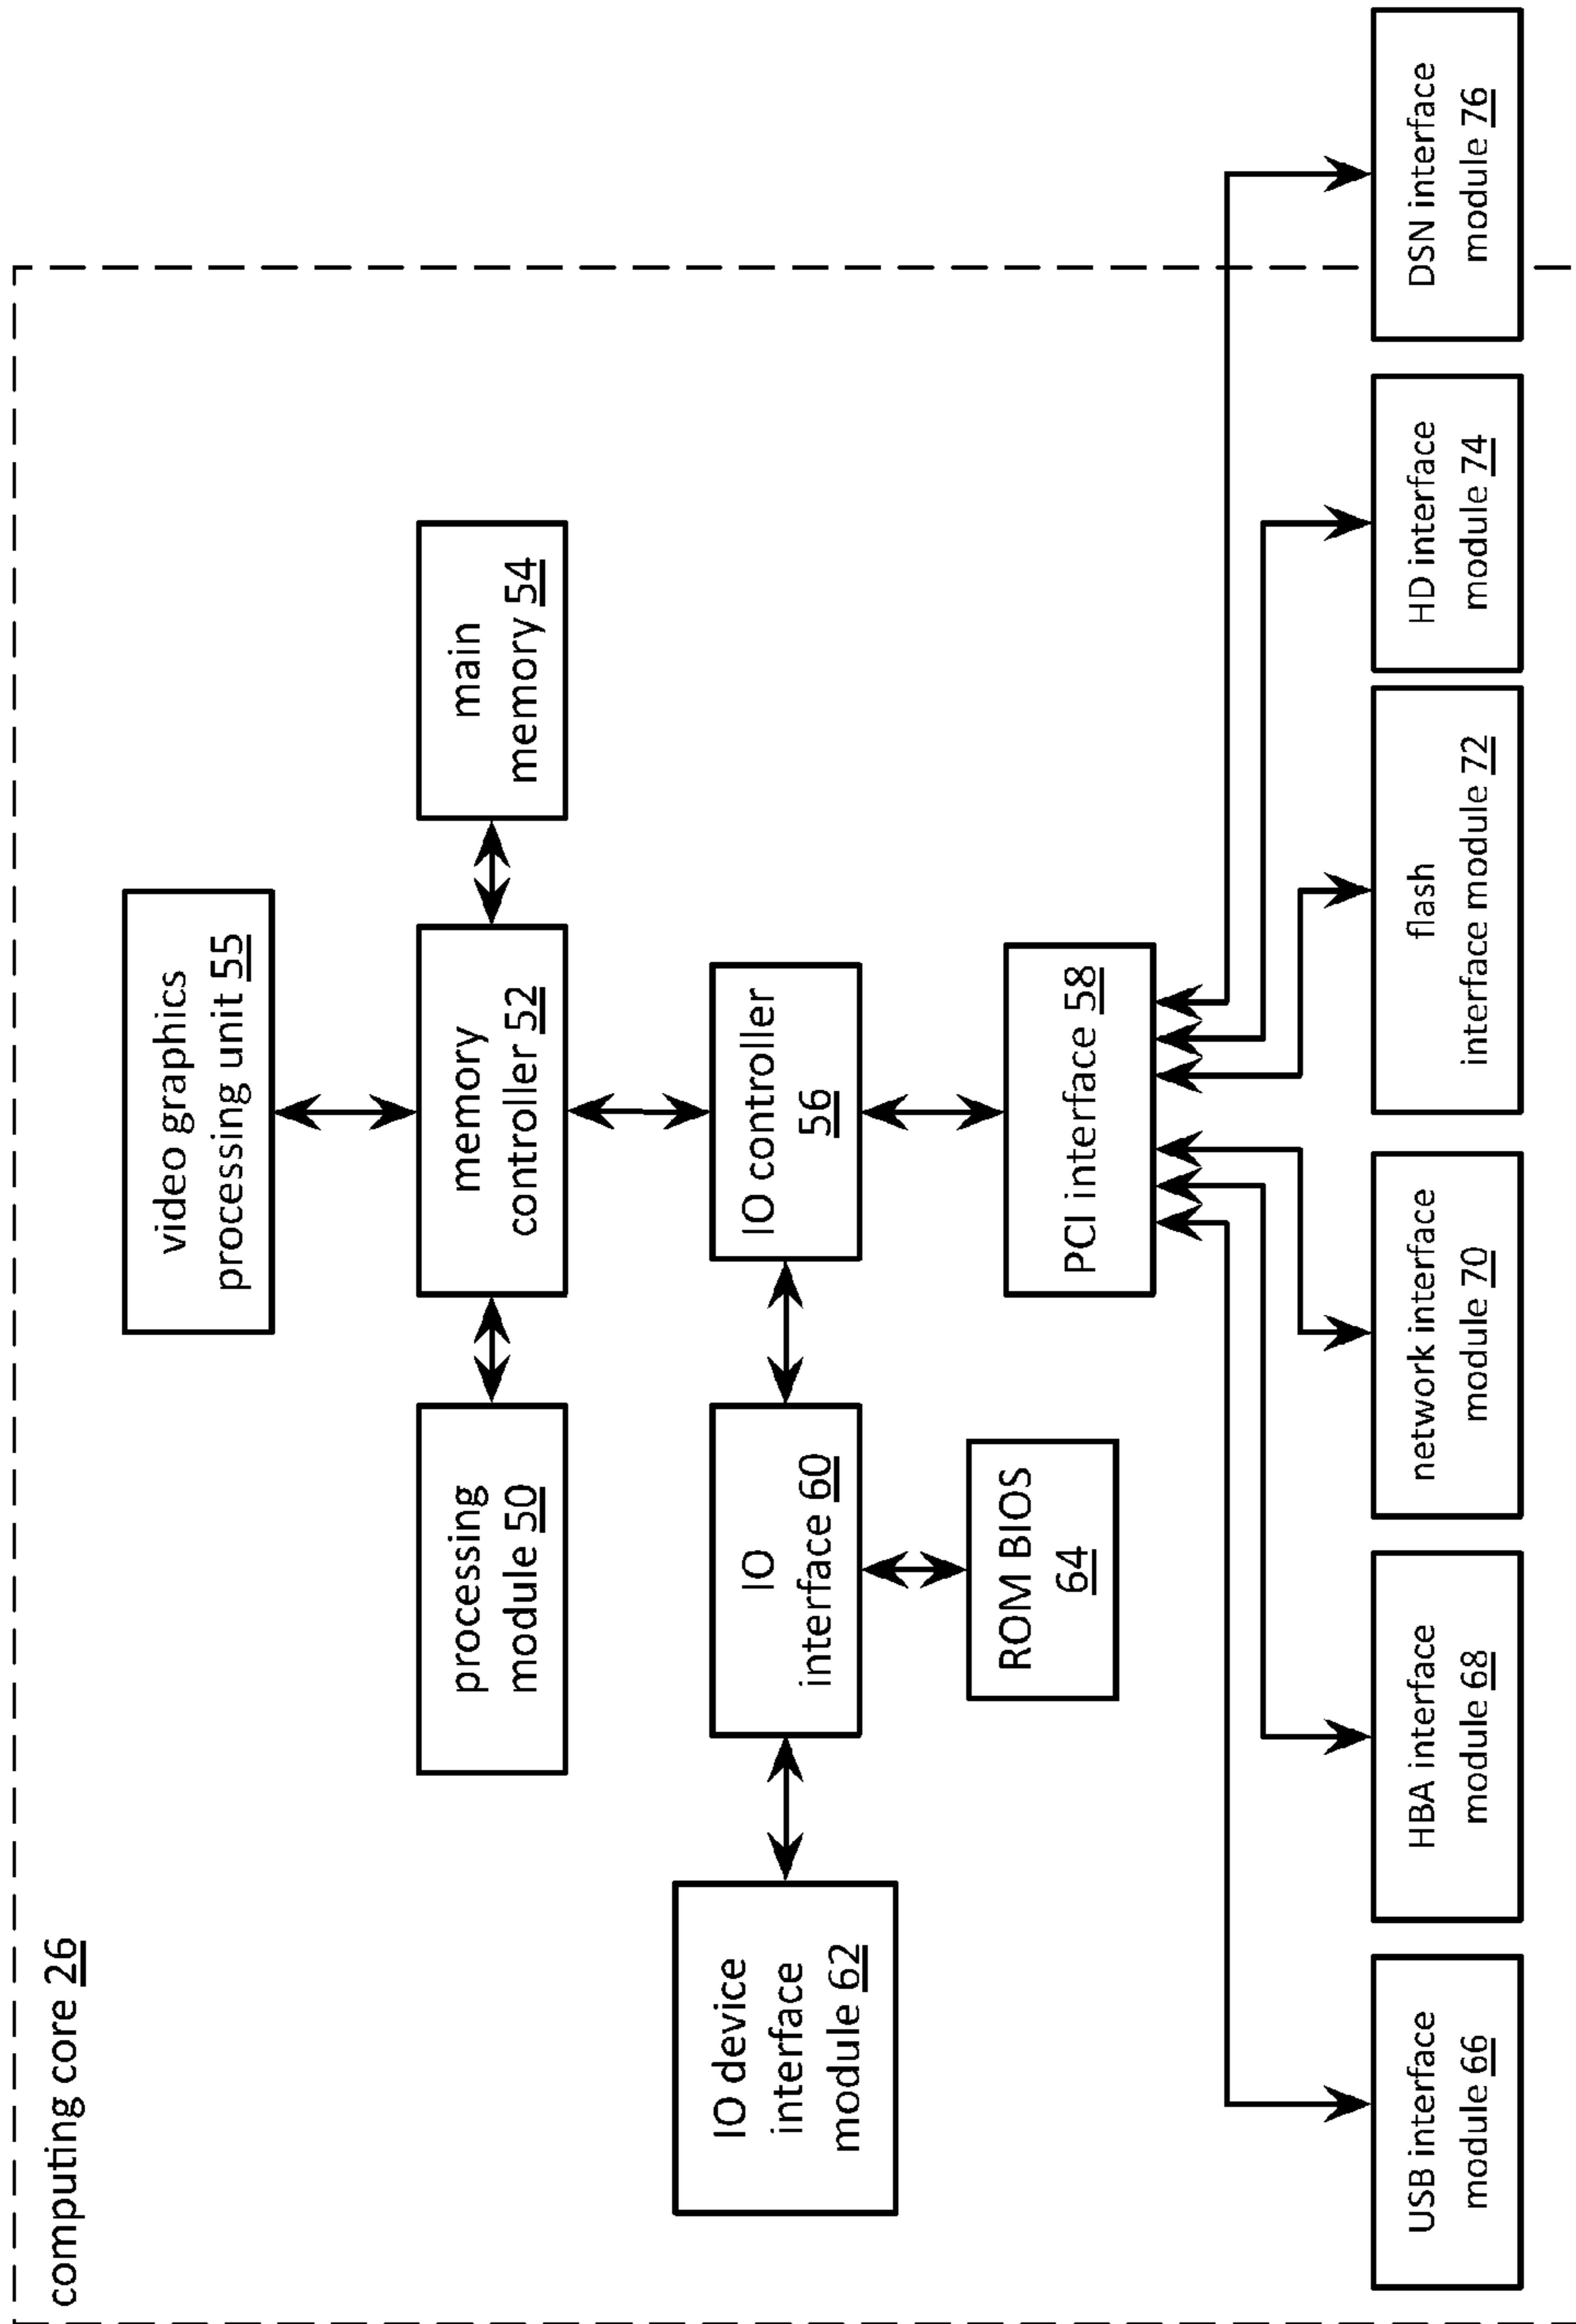 computing core 26
video graphics
processing unit 55
processing
module 50
memory
controller 52
main
memory 54
IO device
interface
module 62
IO
interface 60
IO controller
56
ROM BIOS
64
PCI interface 58
USB interface
module 66
HBA interface
module 68
network interface
module 70
flash
interface module 72
HD interface
module 74
DSN interface
module 76